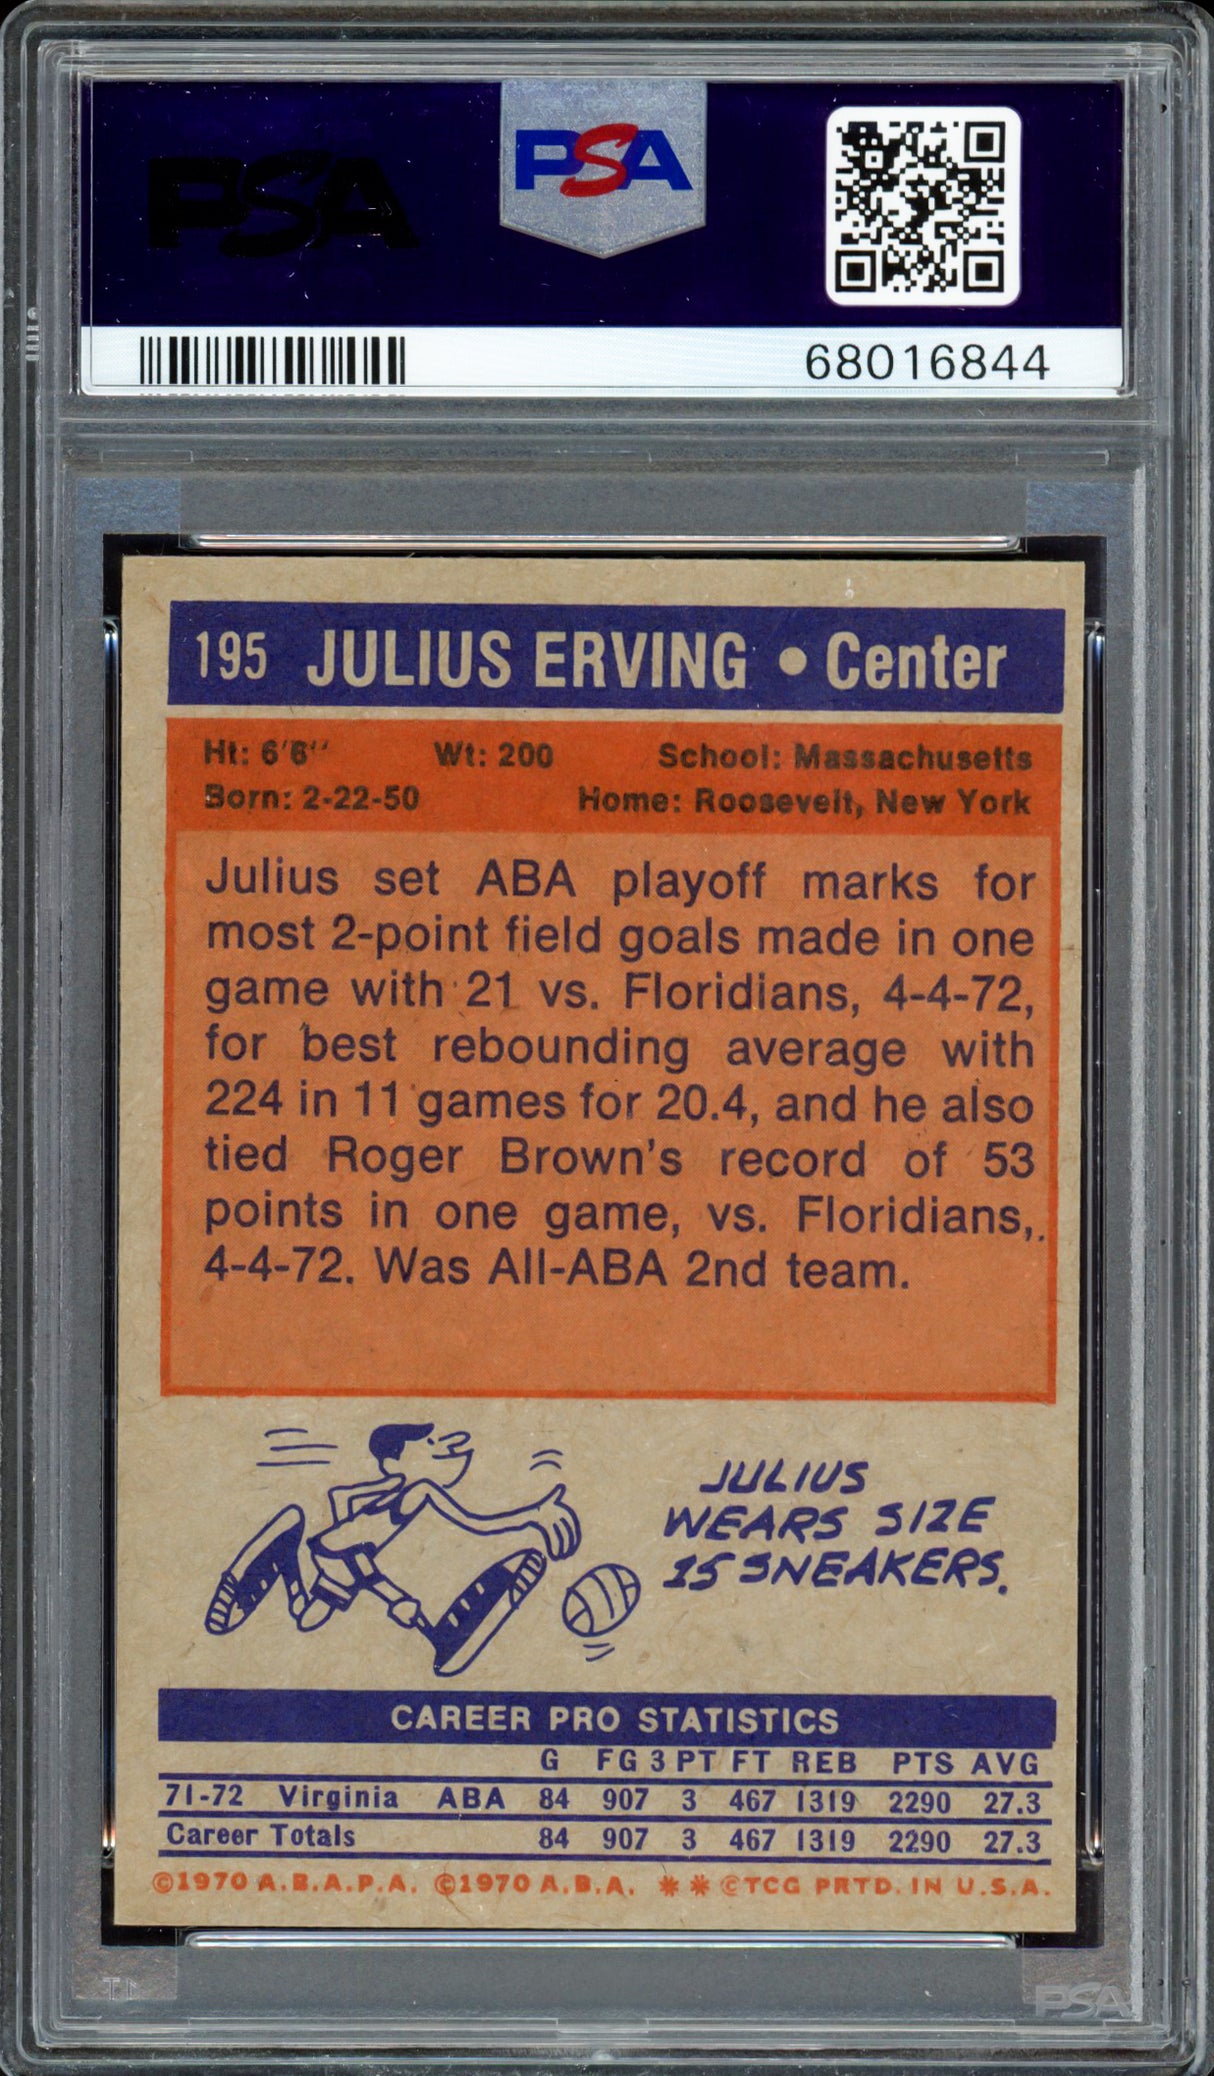 PSA
PSA
68016844
195 JULIUS ERVING • Center
Ht: 6'6" Wt: 200 School: Massachusetts
Born: 2-22-50 Home: Roosevelt, New York
Julius set ABA playoff marks for
most 2-point field goals made in one
game with 21 vs. Floridians, 4-4-72,
for best rebounding average with
224 in 11 games for 20.4, and he also
tied Roger Brown's record of 53
points in one game, vs. Floridians,.
4-4-72. Was All-ABA 2nd team.
JULIUS
WEARS SIZE
15 SNEAKERS.
CAREER PRO STATISTICS
G FG 3 PT FT REB PTS AVG
71-72 Virginia ABA 84 907 3 467 1319 2290 27.3
Career Totals 84 907 3 467 1319 2290 27.3
©1970 A.B.A.P.A. ©1970 A.B.A. ** ©TCG PRTD. IN U.S.A.
PSA